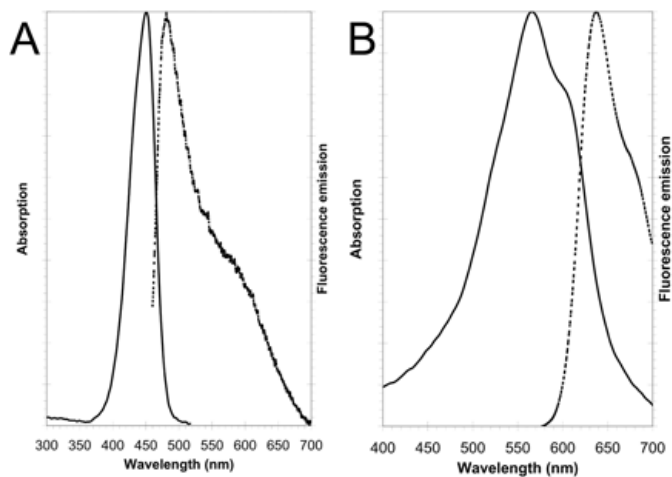 A
Absorption
Fluorescence emission
300 350 400 450 500 550 600 650 700
Wavelength (nm)
B
Absorption
Fluorescence emission
400 450 500 550 600 650 700
Wavelength (nm)